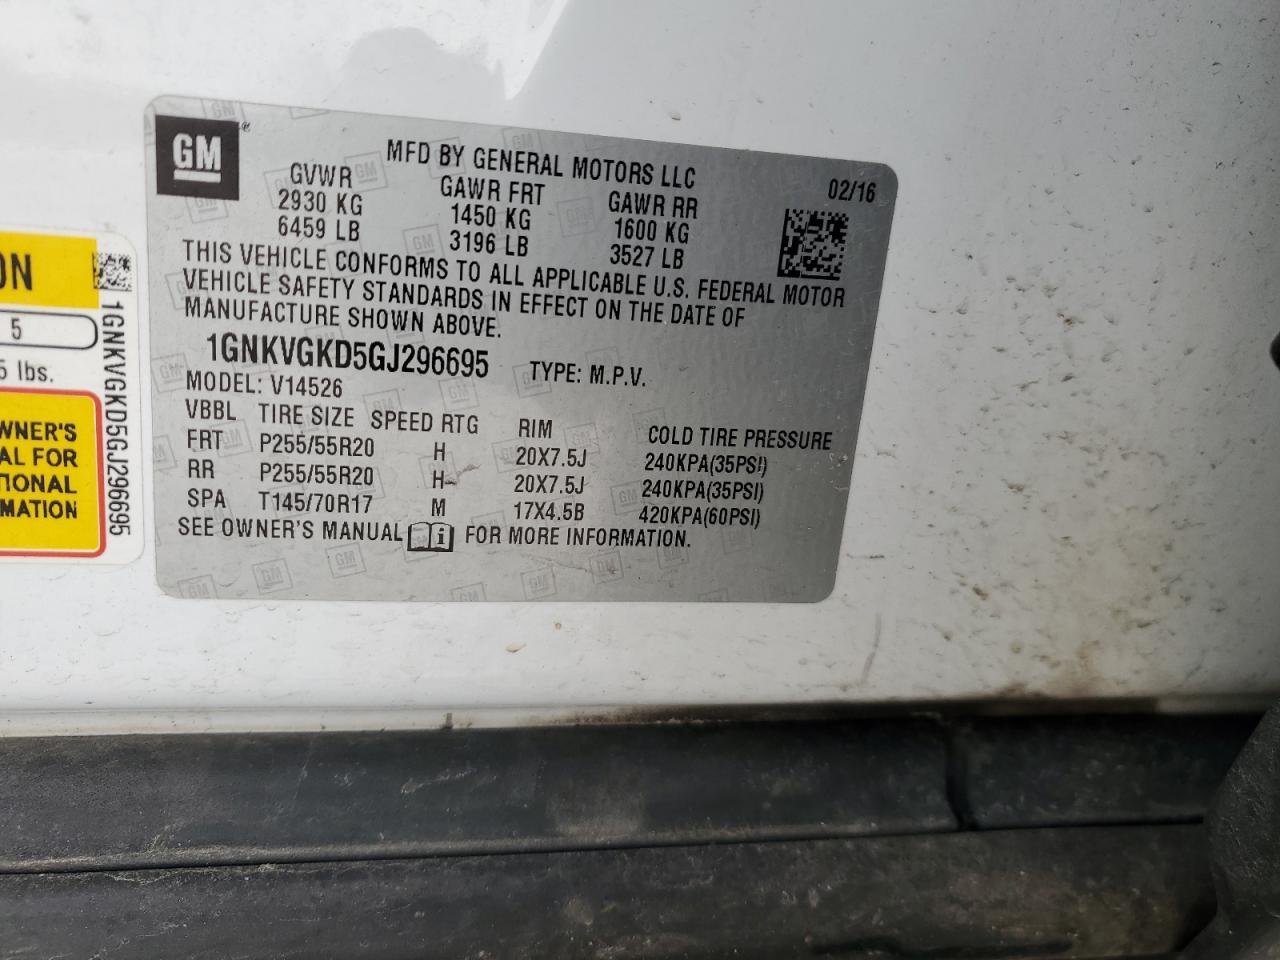 GM ®
MFD BY GENERAL MOTORS LLC
02/16
GVWR GAWR FRT GAWR RR
2930 KG 1450 KG 1600 KG
6459 LB 3196 LB 3527 LB
THIS VEHICLE CONFORMS TO ALL APPLICABLE U.S. FEDERAL MOTOR
VEHICLE SAFETY STANDARDS IN EFFECT ON THE DATE OF
MANUFACTURE SHOWN ABOVE.
1GNKVGKD5GJ296695 TYPE: M.P.V.
MODEL: V14526
VBBL TIRE SIZE SPEED RTG RIM COLD TIRE PRESSURE
FRT P255/55R20 H 20X7.5J 240KPA(35PSI)
RR P255/55R20 H 20X7.5J 240KPA(35PSI)
SPA T145/70R17 M 17X4.5B 420KPA(60PSI)
SEE OWNER'S MANUAL i FOR MORE INFORMATION.
ON
5
5 lbs.
WNER'S
AL FOR
TIONAL
MATION
1GNKVGKD5GJ296695